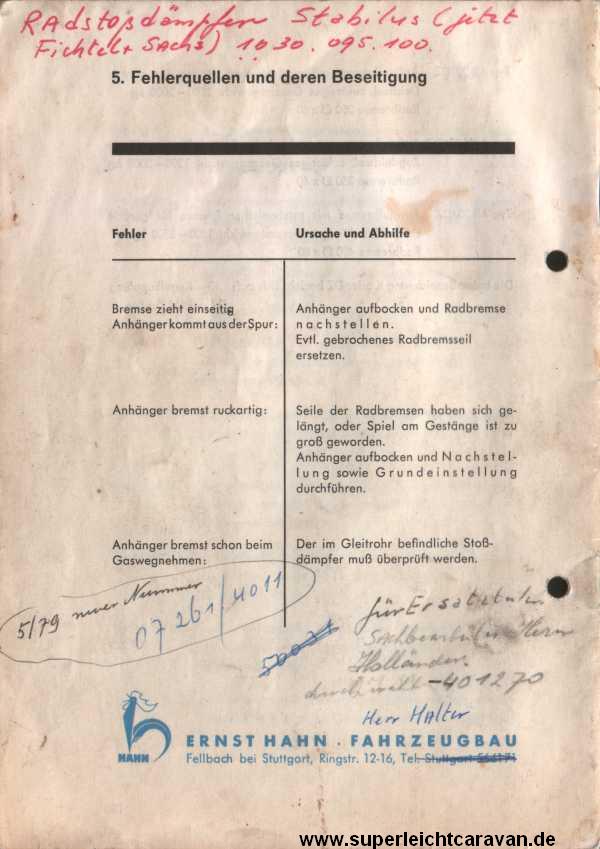 Radstoßdämpfer Stabilus (jetzt
Fichtel + Sachs) 1030.095.100.
5. Fehlerquellen und deren Beseitigung
Fehler
Ursache und Abhilfe
Bremse zieht einseitig
Anhänger kommt aus der Spur:
Anhänger aufbocken und Radbremse
nachstellen.
Evtl. gebrochenes Radbremsseil
ersetzen.
Anhänger bremst ruckartig:
Seile der Radbremsen haben sich ge-
längt, oder Spiel am Gestänge ist zu
groß geworden.
Anhänger aufbocken und Nachstel-
lung sowie Grundeinstellung
durchführen.
Anhänger bremst schon beim
Gaswegnehmen:
Der im Gleitrohr befindliche Stoß-
dämpfer muß überprüft werden.
5/79 neue Nummer
07261/4011
für Ersatzteile
Sachbearbeiter Herr
Holländer
Durchwahl -401270
Herr Halter
HAHN
ERNST HAHN · FAHRZEUGBAU
Fellbach bei Stuttgart, Ringstr. 12-16, Tel. Stuttgart 566171
www.superleichtcaravan.de